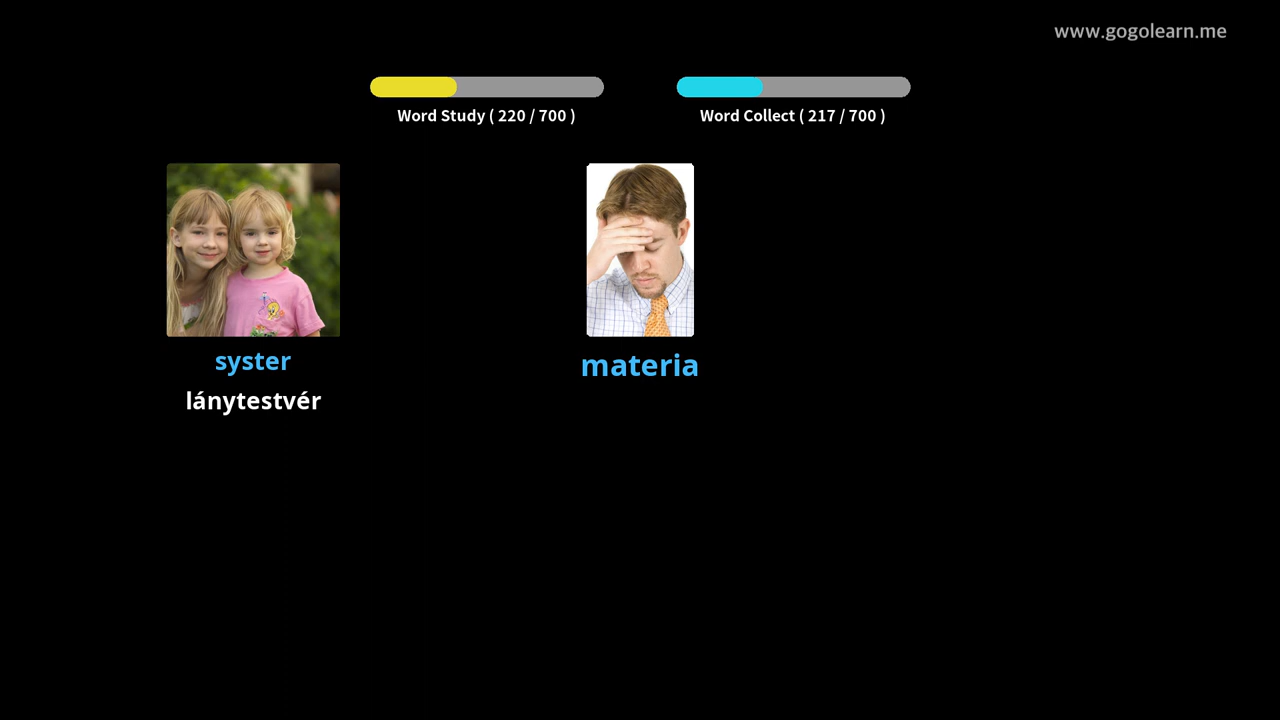 www.gogolearn.me
Word Study ( 220 / 700 )
Word Collect ( 217 / 700 )
syster
lánytestvér
materia